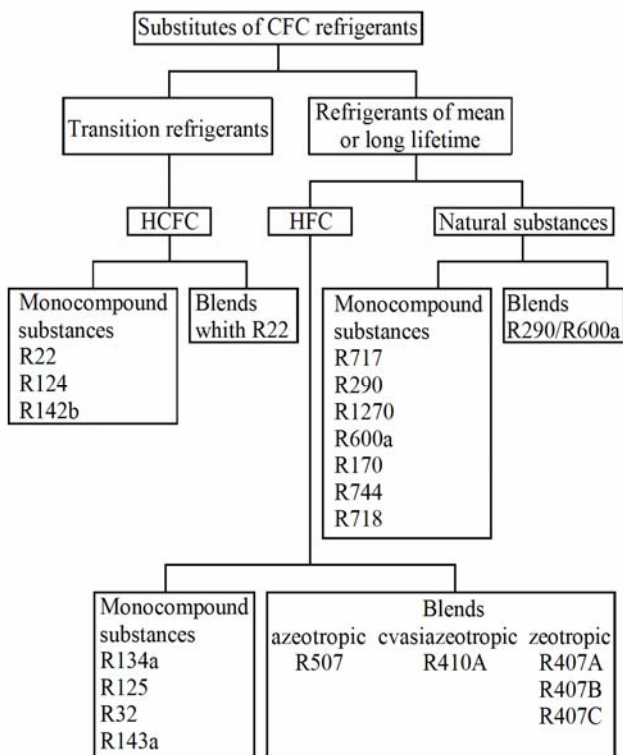 Substitutes of CFC refrigerants
Transition refrigerants
Refrigerants of mean
or long lifetime
HCFC
HFC
Natural substances
Monocompound
substances
R22
R124
R142b
Blends
whith R22
Monocompound
substances
R717
R290
R1270
R600a
R170
R744
R718
Blends
R290/R600a
Monocompound
substances
R134a
R125
R32
R143a
Blends
azeotropic cvasiazeotropic zeotropic
R507 R410A R407A
R407B
R407C